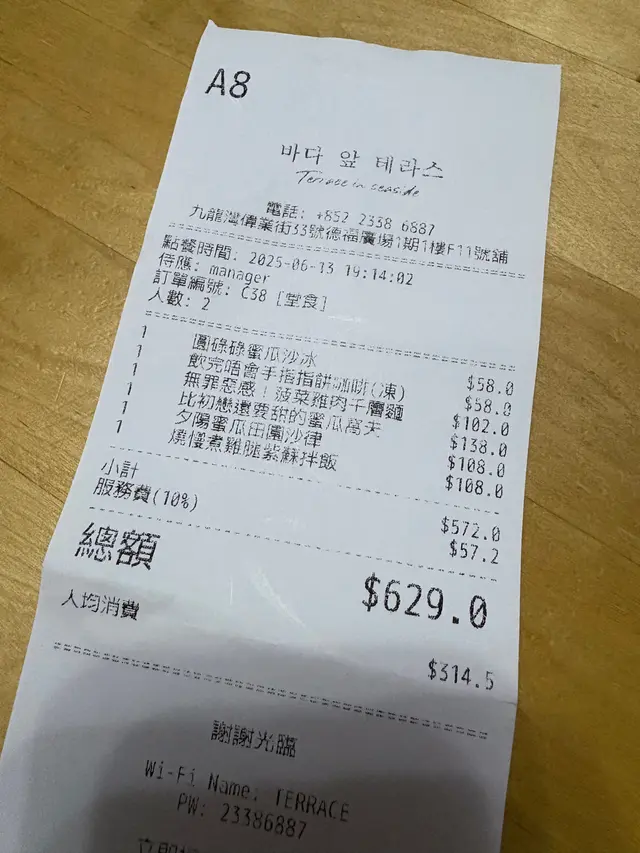 A8
바다 앞 테라스
Terrace in seaside
電話: +852 2338 6887
九龍灣偉業街33號德福廣場1期1樓F11號舖
點餐時間: 2025-06-13 19:14:02
侍應: manager
訂單編號: C38 [堂食]
人數: 2
1 圓碌碌蜜瓜沙冰 $58.0
1 飲完唔會手指指餅咖啡(凍) $58.0
1 無罪惡感！菠菜雞肉千層麵 $102.0
1 比初戀還要甜的蜜瓜窩夫 $138.0
1 夕陽蜜瓜田園沙律 $108.0
1 燒慢煮雞腿紫蘇拌飯 $108.0
小計 $572.0
服務費(10%) $57.2
總額 $629.0
人均消費 $314.5
謝謝光臨
Wi-Fi Name: TERRACE
PW: 23386887